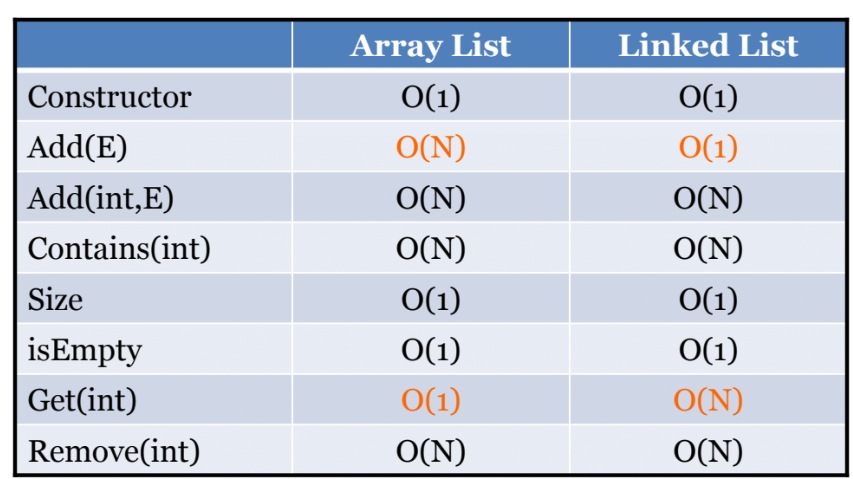 Array List Linked List
Constructor O(1) O(1)
Add(E) O(N) O(1)
Add(int,E) O(N) O(N)
Contains(int) O(N) O(N)
Size O(1) O(1)
isEmpty O(1) O(1)
Get(int) O(1) O(N)
Remove(int) O(N) O(N)